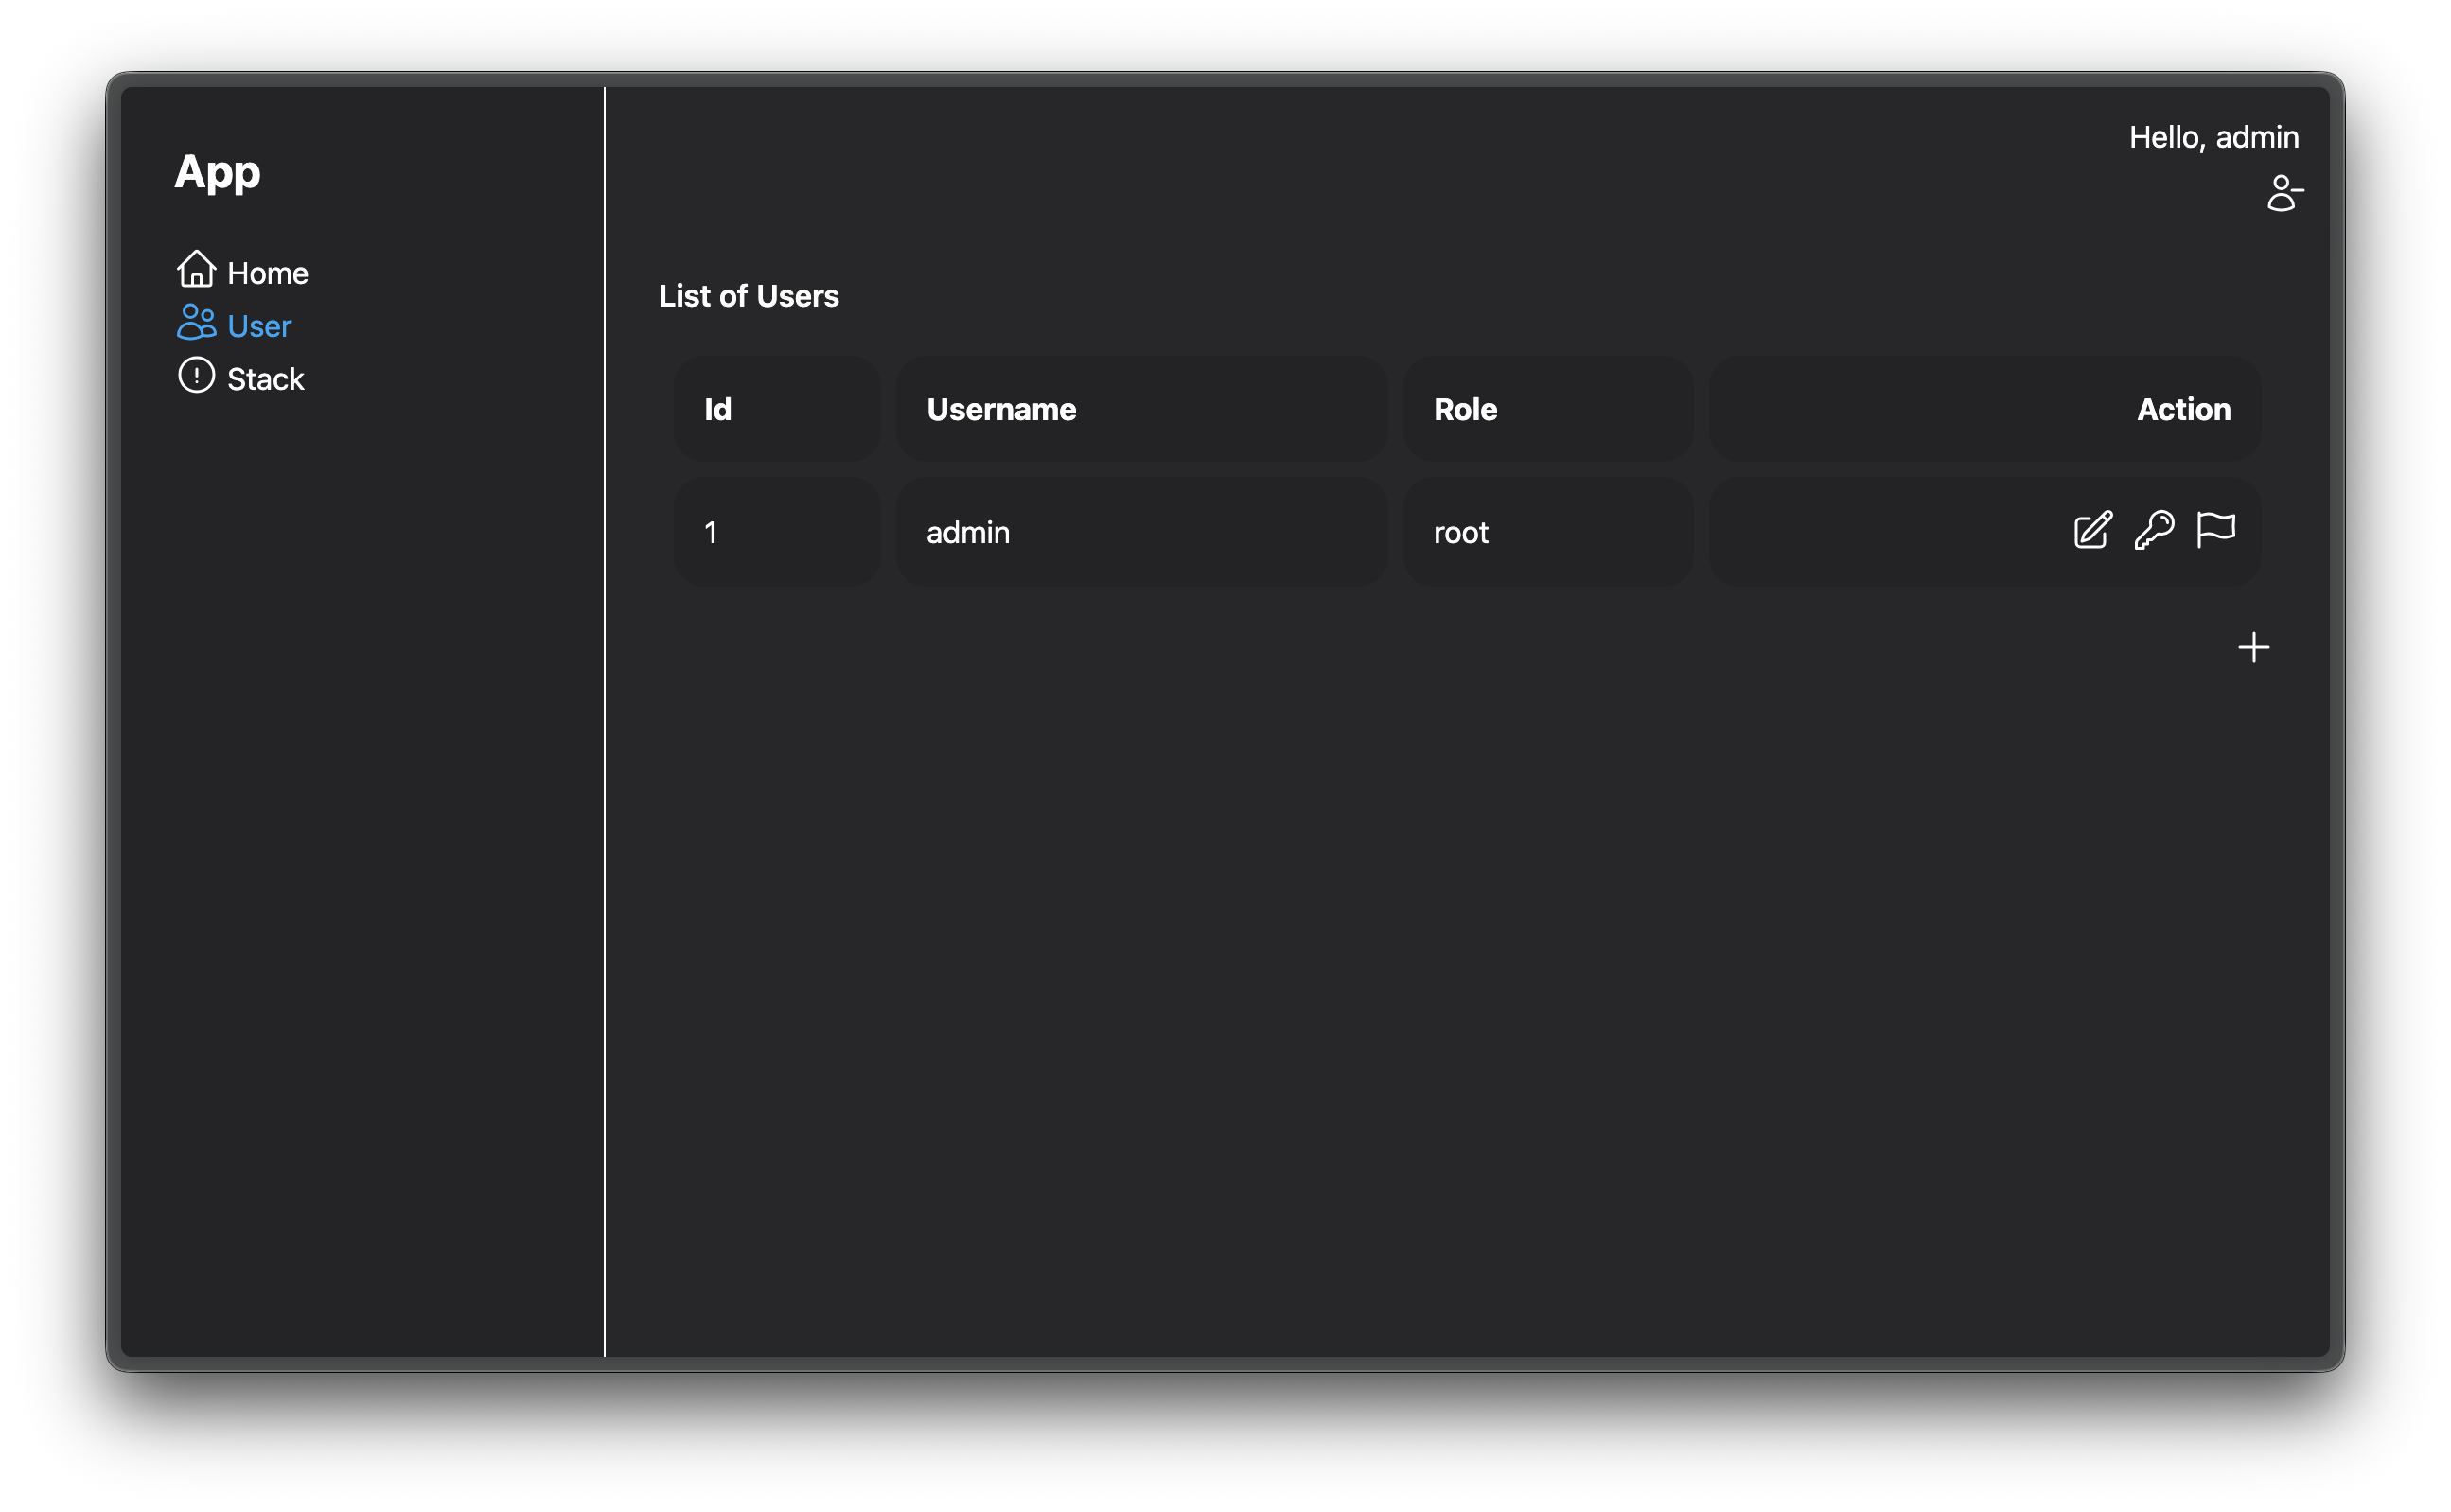 App
Home
User
Stack
Hello, admin
List of Users
Id Username Role Action
1 admin root